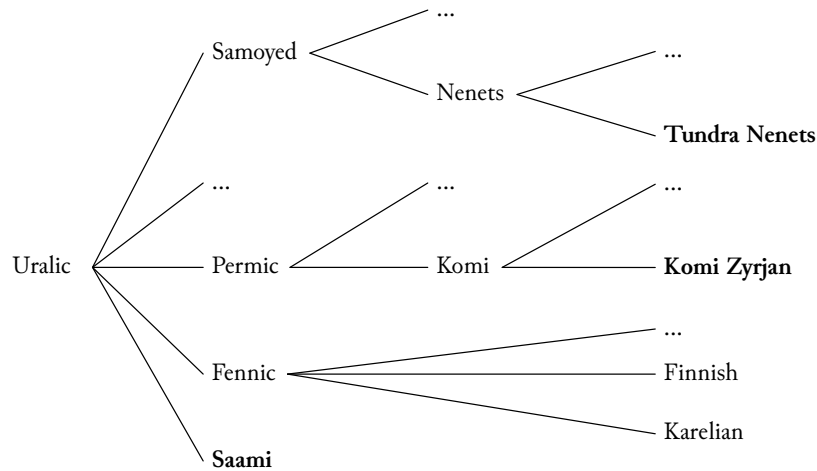 ...
Samoyed
...
Nenets
Tundra Nenets
...
...
...
Uralic
Permic
Komi
Komi Zyrjan
...
Fennic
Finnish
Karelian
Saami